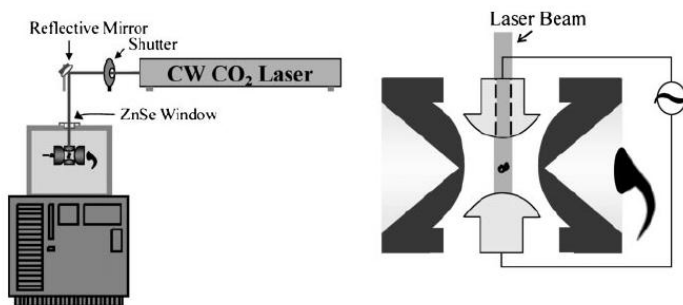 Reflective Mirror
Shutter
CW CO₂ Laser
ZnSe Window
Laser Beam